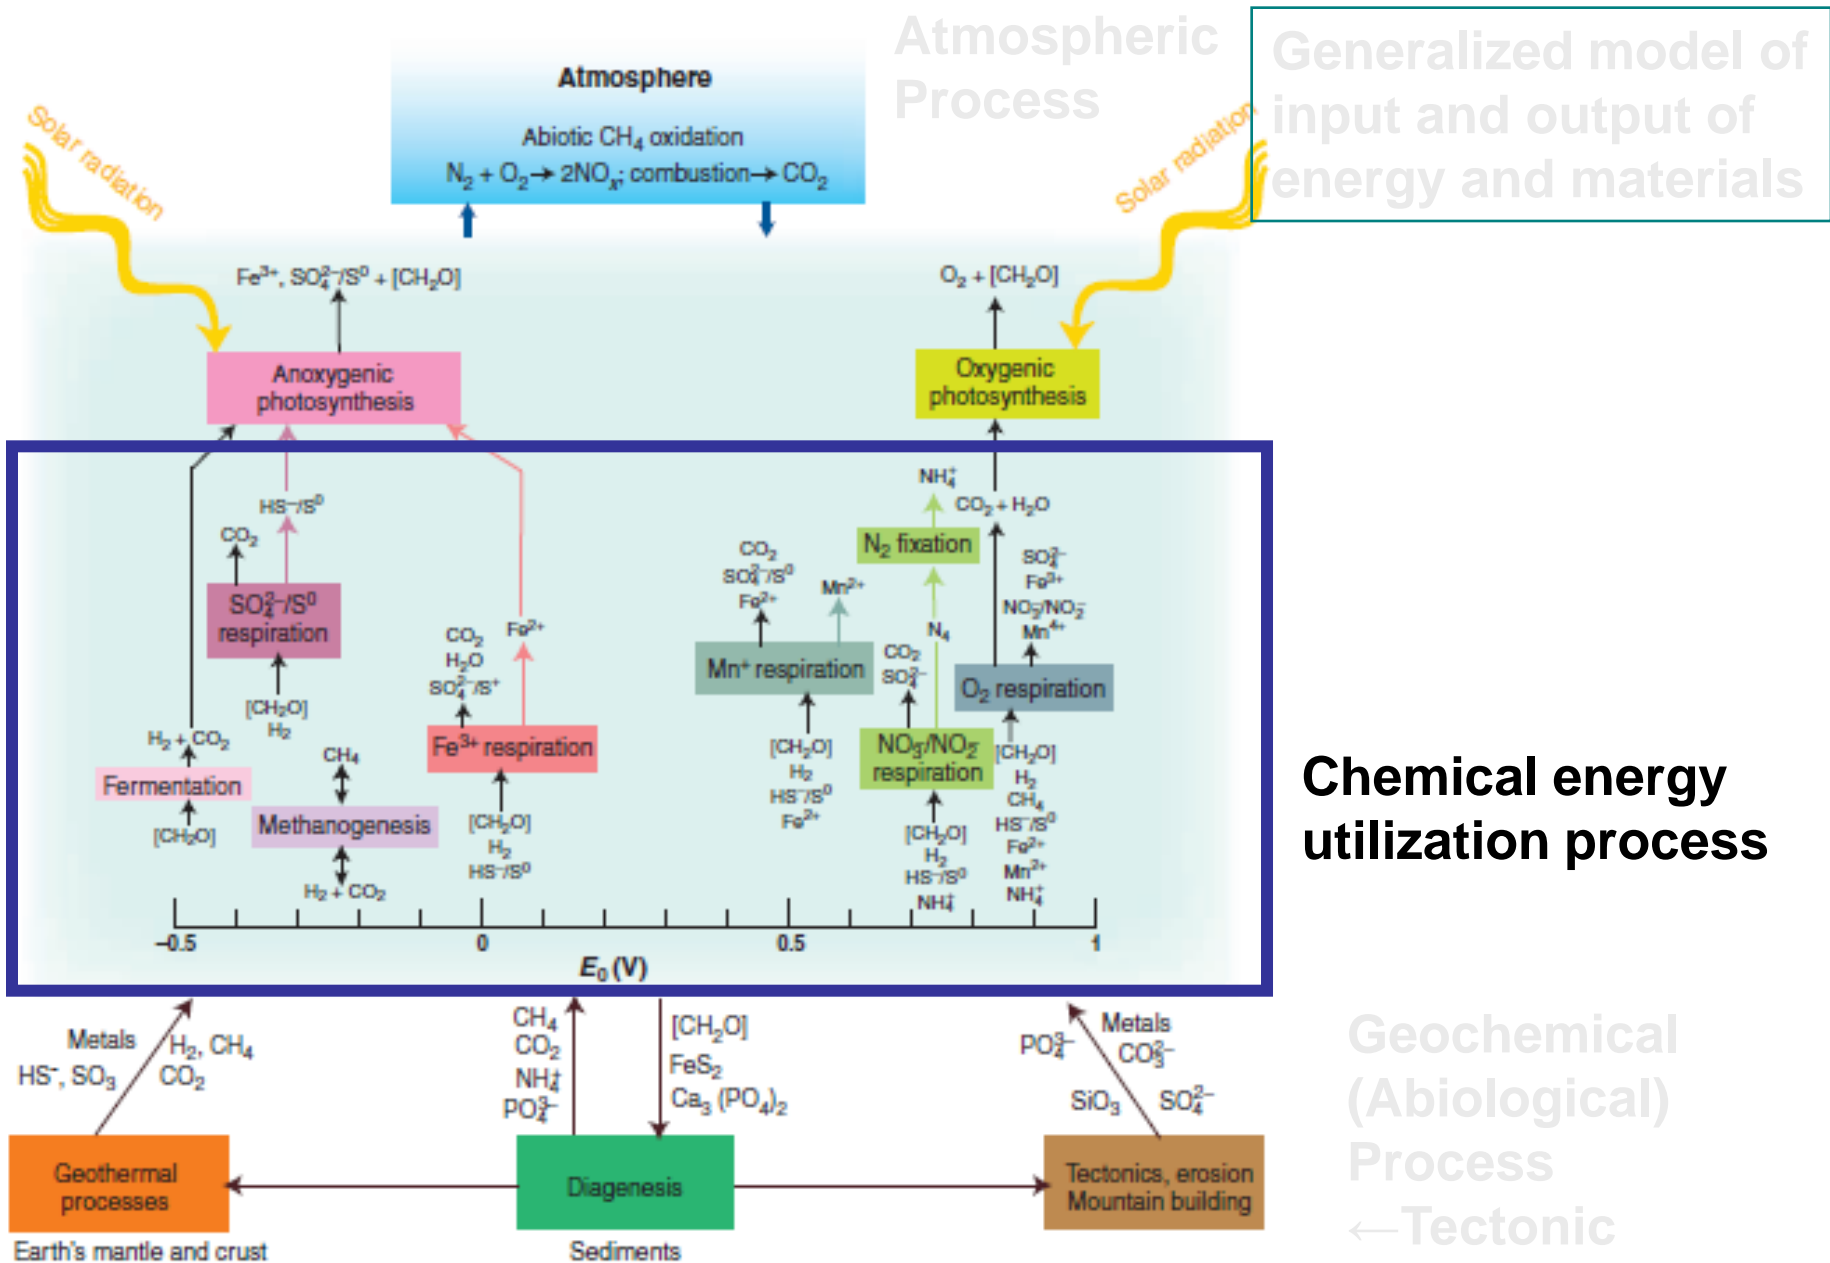 Atmospheric
Process
Generalized model of
input and output of
energy and materials
Atmosphere
Abiotic CH₄ oxidation
N₂ + O₂→ 2NOₓ; combustion→ CO₂
Solar radiation
Solar radiation
Fe³⁺, SO₄²⁻/S⁰ + [CH₂O]
O₂ + [CH₂O]
Anoxygenic
photosynthesis
Oxygenic
photosynthesis
HS⁻/S⁰
CO₂
SO₄²⁻/S⁰
respiration
[CH₂O]
H₂
H₂ + CO₂
Fermentation
[CH₂O]
CH₄
Methanogenesis
H₂ + CO₂
CO₂
H₂O
SO₄²⁻/S⁺
Fe²⁺
Fe³⁺ respiration
[CH₂O]
H₂
HS⁻/S⁰
CO₂
SO₄²⁻/S⁰
Fe²⁺
Mn²⁺
Mn⁺ respiration
[CH₂O]
H₂
HS⁻/S⁰
Fe²⁺
NH₄⁺
N₂ fixation
N₄
CO₂
SO₄²⁻
NO₃⁻/NO₂⁻
respiration
[CH₂O]
H₂
HS⁻/S⁰
NH₄⁺
CO₂ + H₂O
SO₄²⁻
Fe³⁺
NO₂⁻/NO₂⁻
Mn⁴⁺
O₂ respiration
[CH₂O]
H₂
CH₄
HS⁻/S⁰
Fe²⁺
Mn²⁺
NH₄⁺
–0.5
0
0.5
1
E₀ (V)
Chemical energy
utilization process
Metals
HS⁻, SO₃
H₂, CH₄
CO₂
CH₄
CO₂
NH₄⁺
PO₄³⁻
[CH₂O]
FeS₂
Ca₃ (PO₄)₂
PO₄³⁻
Metals
CO₃²⁻
SiO₃
SO₄²⁻
Geothermal
processes
Diagenesis
Tectonics, erosion
Mountain building
Earth's mantle and crust
Sediments
Geochemical
(Abiological)
Process
←Tectonic